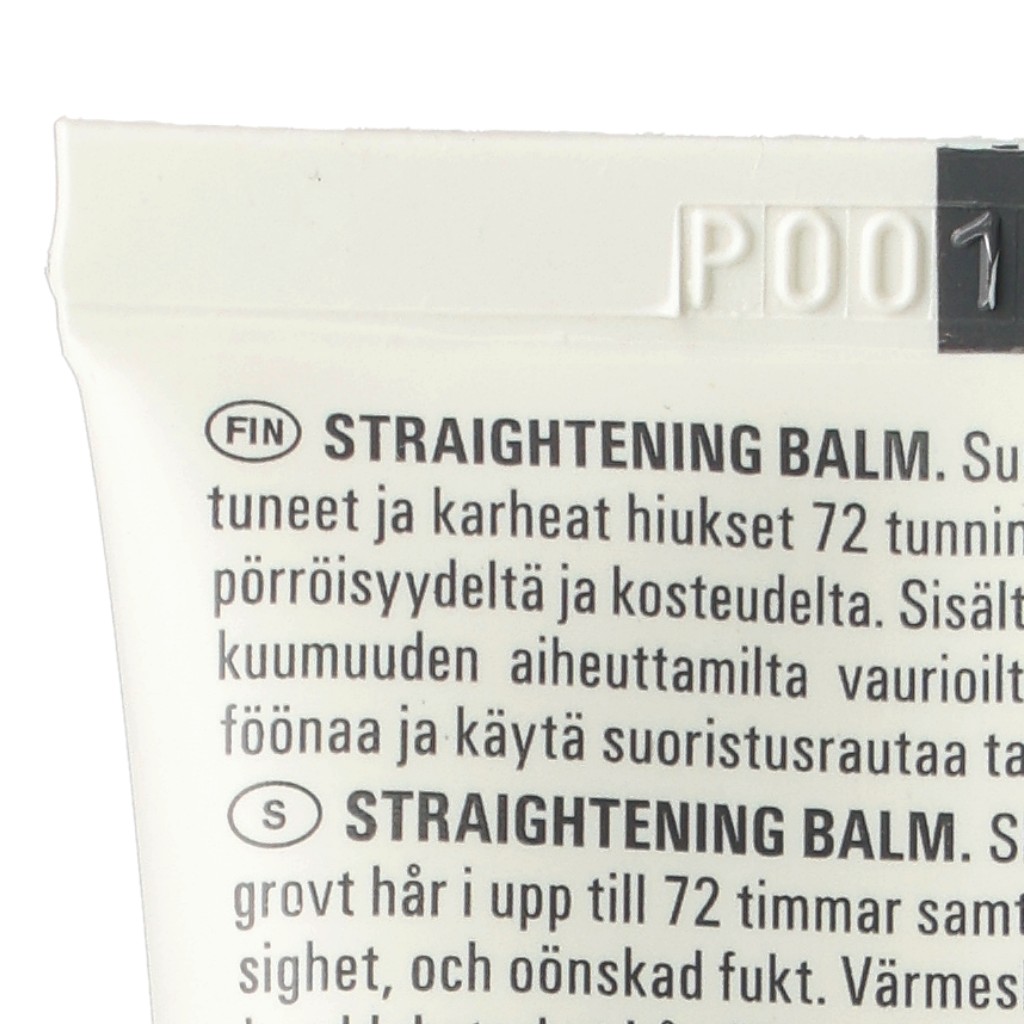 P001
FIN STRAIGHTENING BALM. Su
tuneet ja karheat hiukset 72 tunnin
pörröisyydeltä ja kosteudelta. Sisält
kuumuuden aiheuttamilta vaurioilt
föönaa ja käytä suoristusrautaa ta
S STRAIGHTENING BALM. S
grovt hår i upp till 72 timmar samt
sighet, och oönskad fukt. Värmes